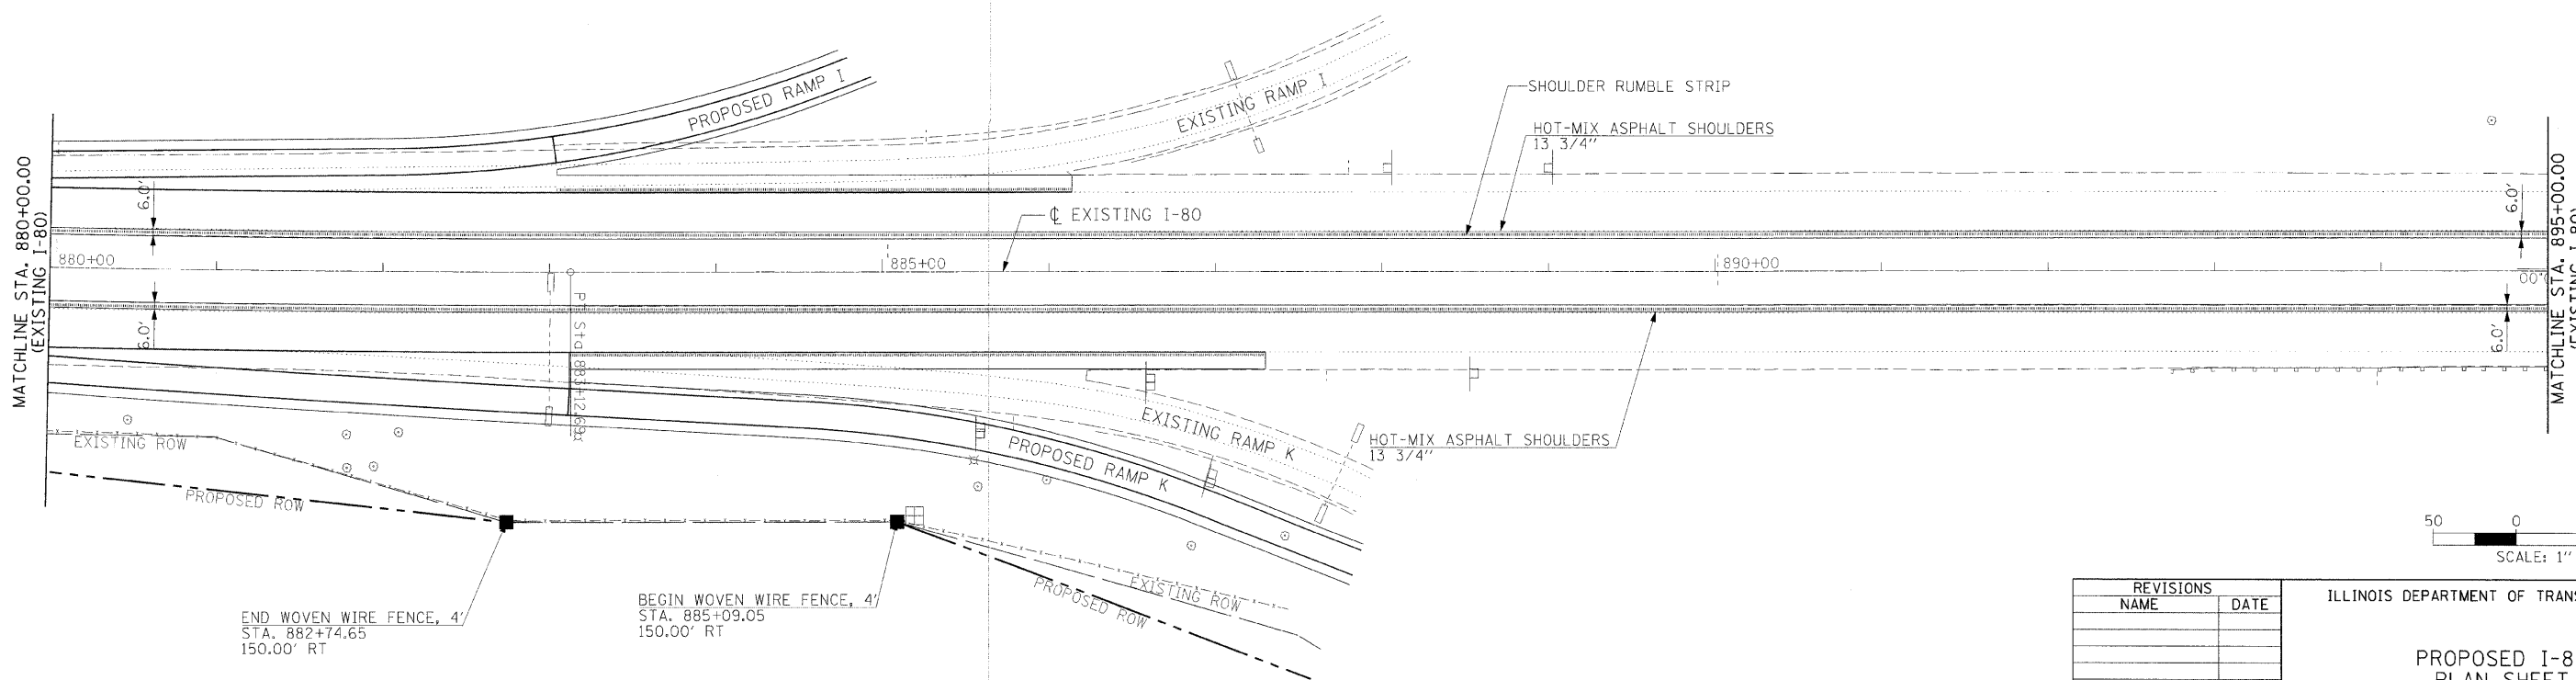 MATCHLINE STA. 880+00.00
(EXISTING I-80)
PROPOSED RAMP I
EXISTING RAMP I
SHOULDER RUMBLE STRIP
HOT-MIX ASPHALT SHOULDERS
13 3/4"
6.0'
6.0'
℄ EXISTING I-80
880+00
885+00
890+00
6.0'
6.0'
PT Sta 883+12.69
EXISTING ROW
PROPOSED ROW
PROPOSED RAMP K
EXISTING RAMP K
HOT-MIX ASPHALT SHOULDERS
13 3/4"
END WOVEN WIRE FENCE, 4'
STA. 882+74.65
150.00' RT
BEGIN WOVEN WIRE FENCE, 4'
STA. 885+09.05
150.00' RT
EXISTING ROW
PROPOSED ROW
MATCHLINE STA. 895+00.00
(EXISTING I-80)
50 0
SCALE: 1"
REVISIONS
NAME DATE
ILLINOIS DEPARTMENT OF TRANS
PROPOSED I-8
PLAN SHEET